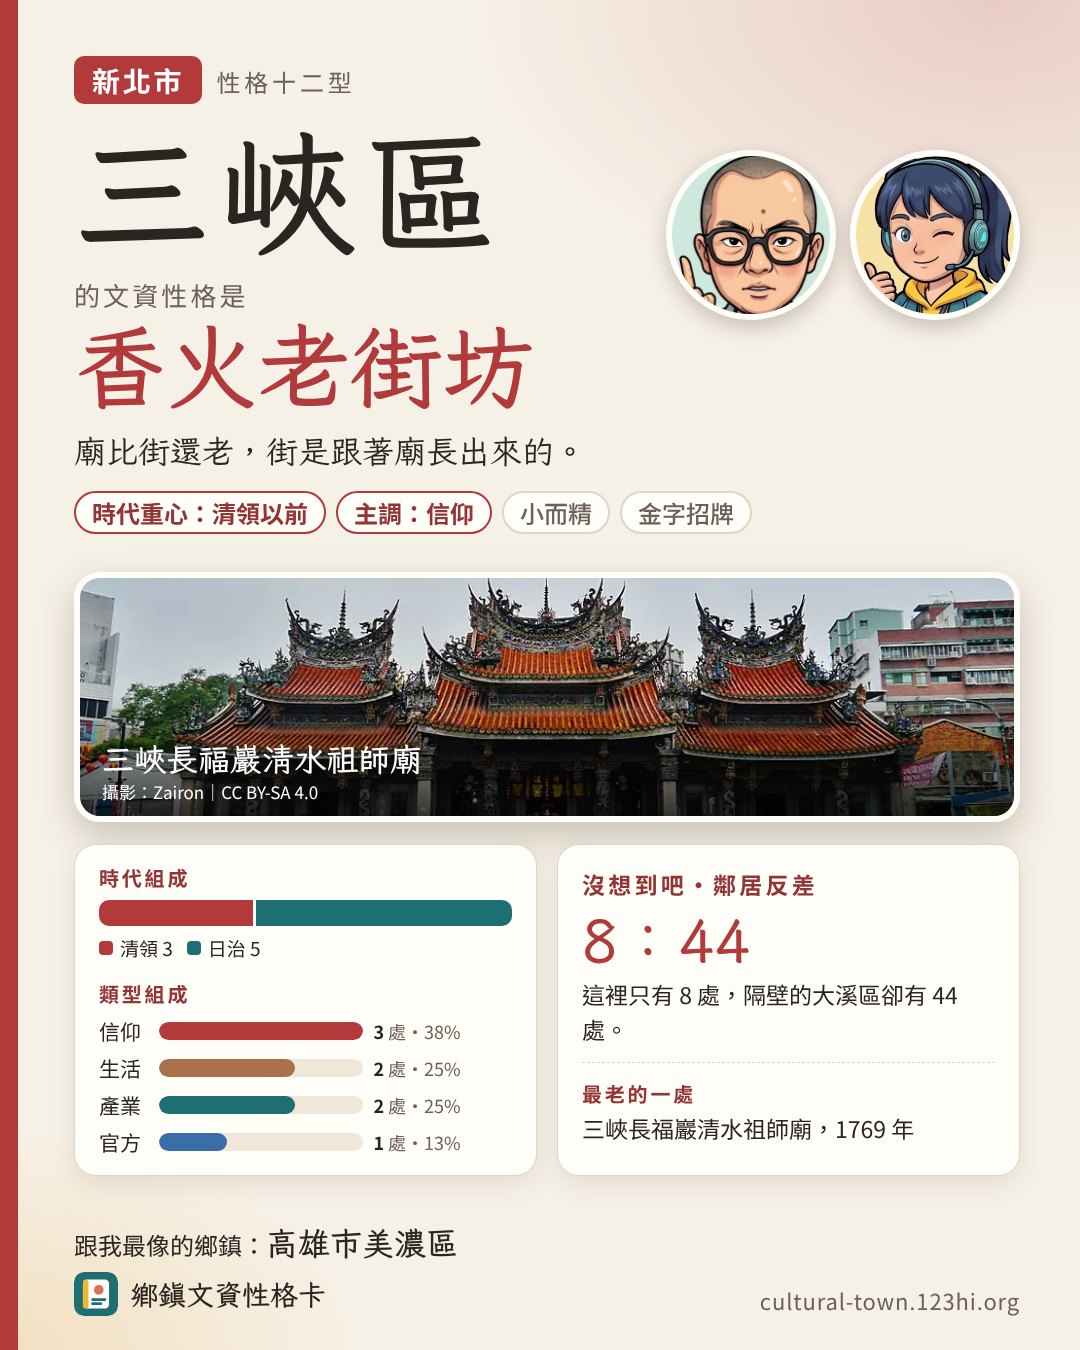 新北市 性格十二型
三峽區
的文資性格是
香火老街坊
廟比街還老，街是跟著廟長出來的。
時代重心：清領以前 主調：信仰 小而精 金字招牌
三峽長福巖清水祖師廟
攝影：Zairon｜CC BY-SA 4.0
時代組成
清領 3 日治 5
類型組成
信仰 3 處・38%
生活 2 處・25%
產業 2 處・25%
官方 1 處・13%
沒想到吧・鄰居反差
8：44
這裡只有 8 處，隔壁的大溪區卻有 44
處。
最老的一處
三峽長福巖清水祖師廟，1769 年
跟我最像的鄉鎮：高雄市美濃區
鄉鎮文資性格卡
cultural-town.123hi.org